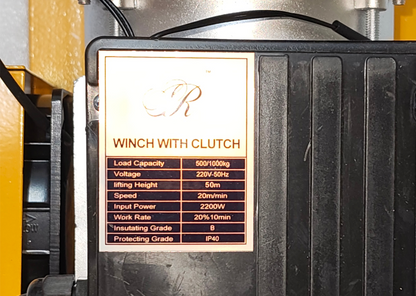 R
WINCH WITH CLUTCH
Load Capacity 500/1000kg
Voltage 220V-50Hz
lifting Height 50m
Speed 20m/min
Input Power 2200W
Work Rate 20%10min
Insulating Grade B
Protecting Grade IP40